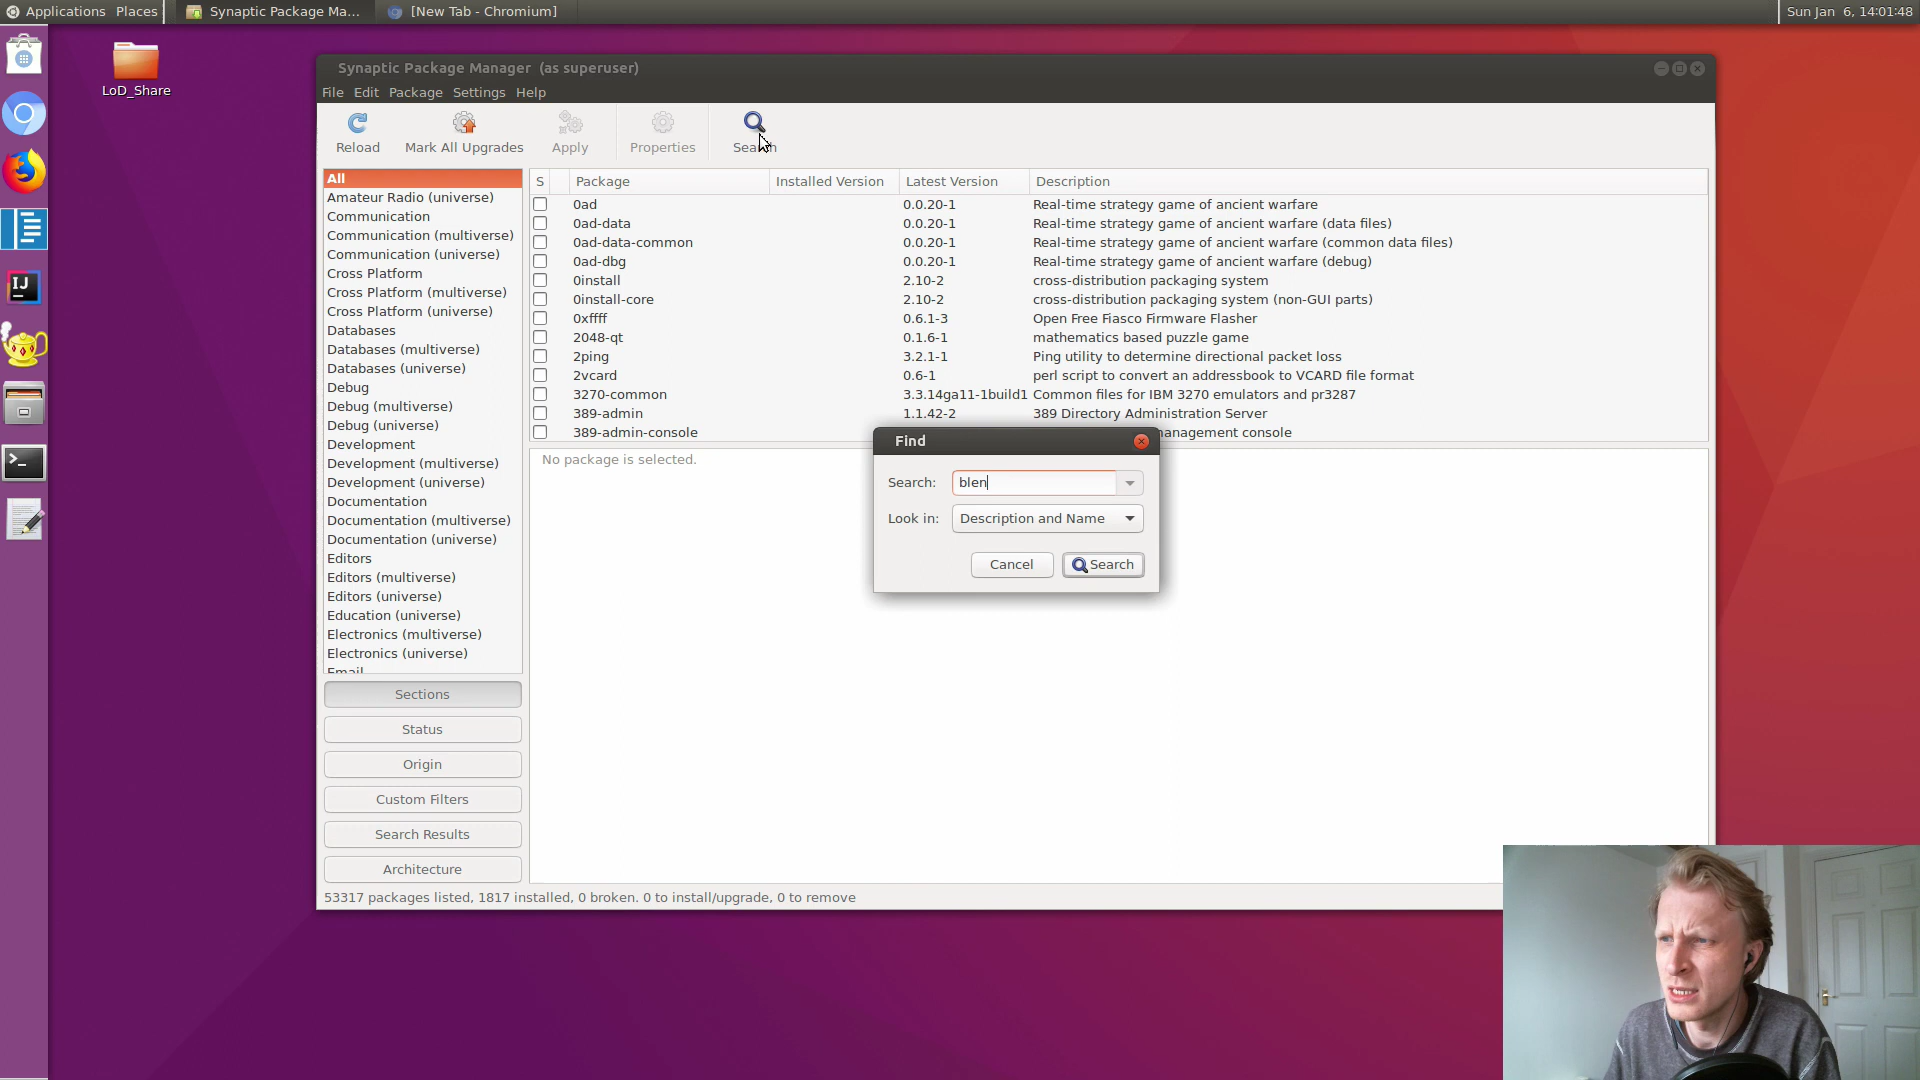 Applications Places Synaptic Package Ma... [New Tab - Chromium] Sun Jan 6, 14:01:48
LoD_Share
Synaptic Package Manager (as superuser)
File Edit Package Settings Help
Reload Mark All Upgrades Apply Properties Search
All
Amateur Radio (universe)
Communication
Communication (multiverse)
Communication (universe)
Cross Platform
Cross Platform (multiverse)
Cross Platform (universe)
Databases
Databases (multiverse)
Databases (universe)
Debug
Debug (multiverse)
Debug (universe)
Development
Development (multiverse)
Development (universe)
Documentation
Documentation (multiverse)
Documentation (universe)
Editors
Editors (multiverse)
Editors (universe)
Education (universe)
Electronics (multiverse)
Electronics (universe)
Email
Sections
Status
Origin
Custom Filters
Search Results
Architecture
S Package Installed Version Latest Version Description
0ad 0.0.20-1 Real-time strategy game of ancient warfare
0ad-data 0.0.20-1 Real-time strategy game of ancient warfare (data files)
0ad-data-common 0.0.20-1 Real-time strategy game of ancient warfare (common data files)
0ad-dbg 0.0.20-1 Real-time strategy game of ancient warfare (debug)
0install 2.10-2 cross-distribution packaging system
0install-core 2.10-2 cross-distribution packaging system (non-GUI parts)
0xffff 0.6.1-3 Open Free Fiasco Firmware Flasher
2048-qt 0.1.6-1 mathematics based puzzle game
2ping 3.2.1-1 Ping utility to determine directional packet loss
2vcard 0.6-1 perl script to convert an addressbook to VCARD file format
3270-common 3.3.14ga11-1build1 Common files for IBM 3270 emulators and pr3287
389-admin 1.1.42-2 389 Directory Administration Server
389-admin-console anagement console
No package is selected.
Find
Search: blen
Look in: Description and Name
Cancel Search
53317 packages listed, 1817 installed, 0 broken. 0 to install/upgrade, 0 to remove
IJ